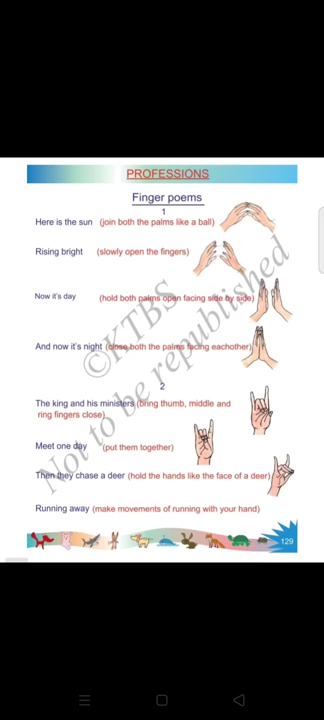 PROFESSIONS
Finger poems
1
Here is the sun (join both the palms like a ball)
Rising bright (slowly open the fingers)
Now it's day (hold both palms open facing side by side)
And now it's night (close both the palms facing eachother)
2
The king and his ministers (bring thumb, middle and
ring fingers close)
Meet one day (put them together)
Then they chase a deer (hold the hands like the face of a deer)
Running away (make movements of running with your hand)
129
©KTBS
Not to be republished